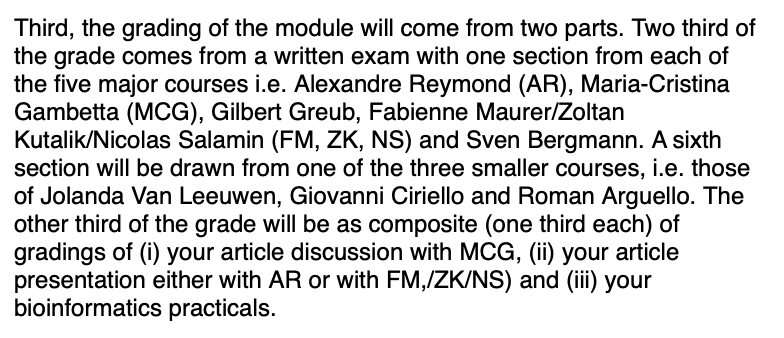 Third, the grading of the module will come from two parts. Two third of
the grade comes from a written exam with one section from each of
the five major courses i.e. Alexandre Reymond (AR), Maria-Cristina
Gambetta (MCG), Gilbert Greub, Fabienne Maurer/Zoltan
Kutalik/Nicolas Salamin (FM, ZK, NS) and Sven Bergmann. A sixth
section will be drawn from one of the three smaller courses, i.e. those
of Jolanda Van Leeuwen, Giovanni Ciriello and Roman Arguello. The
other third of the grade will be as composite (one third each) of
gradings of (i) your article discussion with MCG, (ii) your article
presentation either with AR or with FM,/ZK/NS) and (iii) your
bioinformatics practicals.